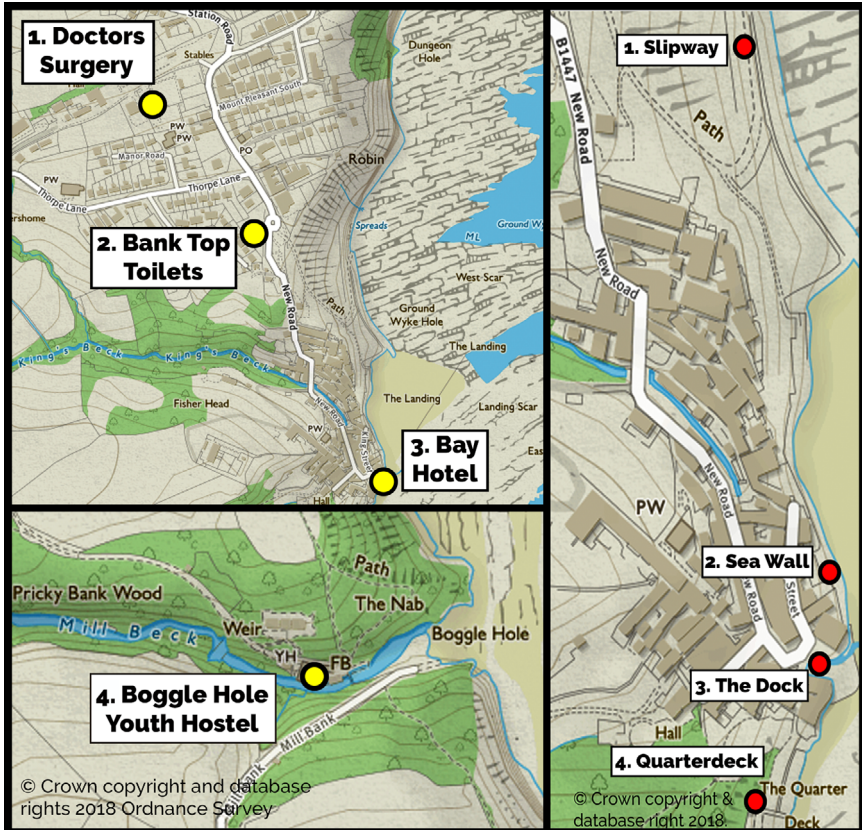 Station Road
1. Doctors
Surgery
Stables
Dungeon
Hole
Mount Pleasant South
PW
PW
PO
Manor Road
Robin
PW
Thorpe Lane
Thorpe Lane
ershome
Spreads
Ground Wy
ML
2. Bank Top
Toilets
West Scar
New Road
Path
Ground
Wyke Hole
The Landing
King's Beck
King's Beck
Fisher Head
The Landing
Landing Scar
New Road
PW
King Street
3. Bay
Hotel
Eas
Hall
Path
Pricky Bank Wood
The Nab
Mill Beck
Weir
Boggle Hole
YH
FB
4. Boggle Hole
Youth Hostel
Mill Bank
Bank
© Crown copyright and database
rights 2018 Ordnance Survey
1. Slipway
B1447 New Road
Path
New Road
New Road
PW
2. Sea Wall
Street
w Road
3. The Dock
Hall
4. Quarterdeck
The Quarter
Deck
© Crown copyright &
database right 2018.